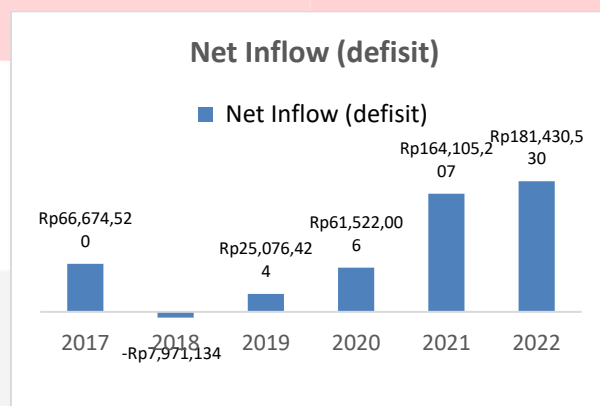 Net Inflow (defisit)
Net Inflow (defisit)
Rp66,674,52
0
-Rp7,971,134
Rp25,076,42
4
Rp61,522,00
6
Rp164,105,2
07
Rp181,430,5
30
2017 2018 2019 2020 2021 2022